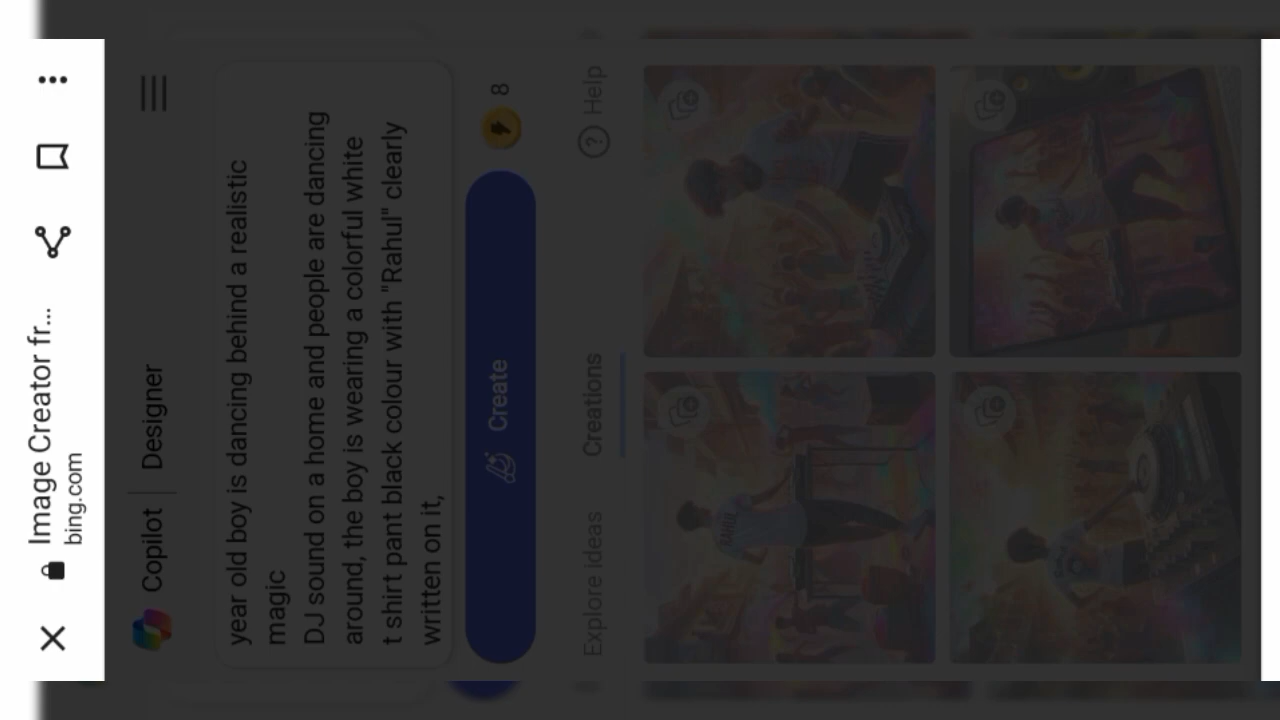 Image Creator fr...
bing.com
Copilot | Designer
year old boy is dancing behind a realistic
magic
DJ sound on a home and people are dancing
around, the boy is wearing a colorful white
t shirt pant black colour with "Rahul" clearly
written on it,
Create
8
Explore ideas
Creations
Help
RAHUL